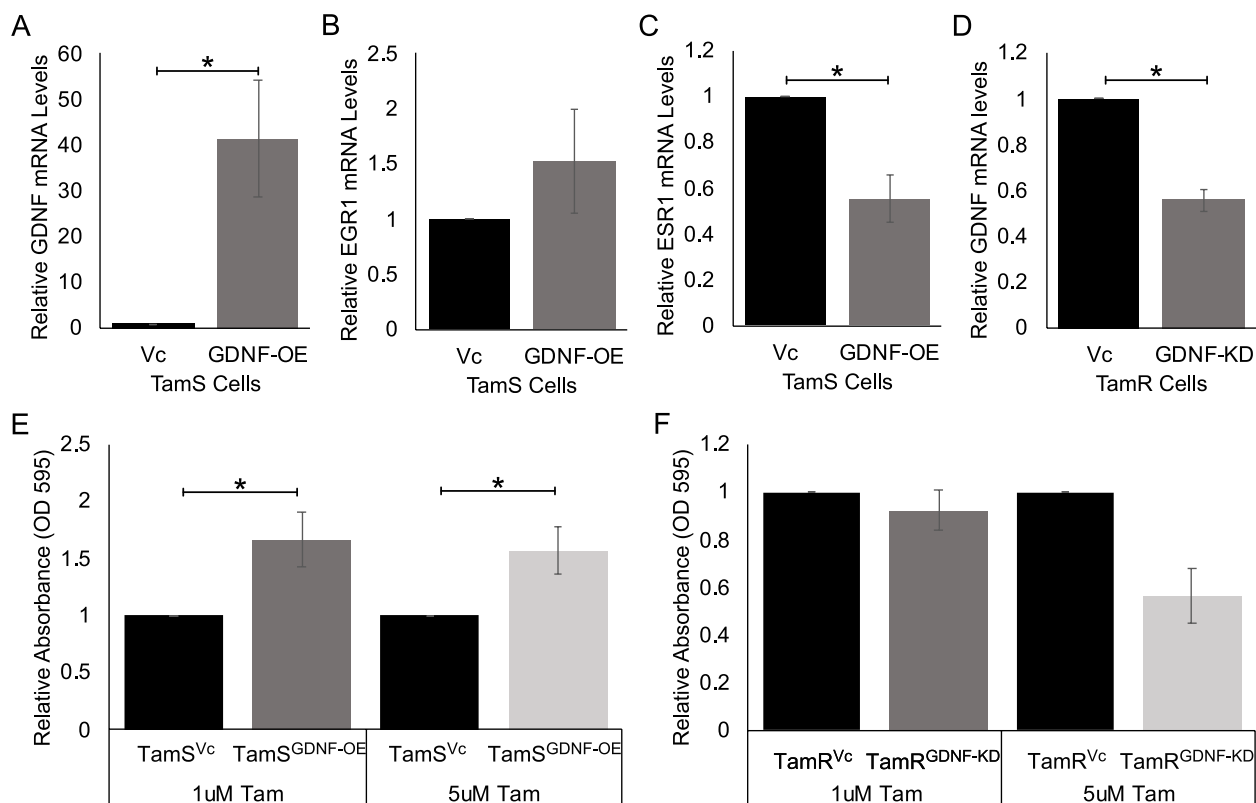 A
Relative GDNF mRNA Levels
60
50
40
30
20
10
0
*
Vc GDNF-OE
TamS Cells
B
Relative EGR1 mRNA Levels
2.5
2
1.5
1
0.5
0
Vc GDNF-OE
TamS Cells
C
Relative ESR1 mRNA Levels
1.2
1
0.8
0.6
0.4
0.2
0
*
Vc GDNF-OE
TamS Cells
D
Relative GDNF mRNA levels
1.2
1
0.8
0.6
0.4
0.2
0
*
Vc GDNF-KD
TamR Cells
E
Relative Absorbance (OD 595)
2.5
2
1.5
1
0.5
0
* *
TamS^Vc TamS^GDNF-OE TamS^Vc TamS^GDNF-OE
1uM Tam 5uM Tam
F
Relative Absorbance (OD 595)
1.2
1
0.8
0.6
0.4
0.2
0
TamR^Vc TamR^GDNF-KD TamR^Vc TamR^GDNF-KD
1uM Tam 5uM Tam